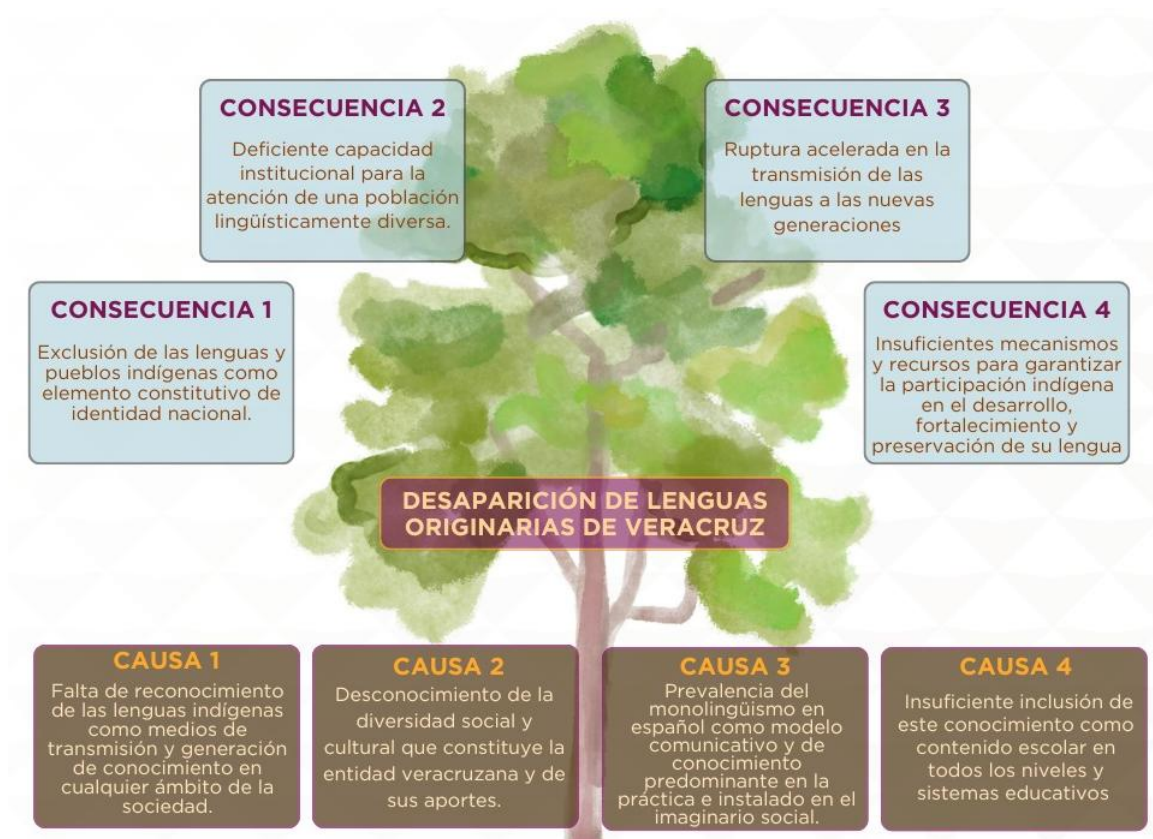 CONSECUENCIA 2
Deficiente capacidad
institucional para la
atención de una población
lingüísticamente diversa.
CONSECUENCIA 3
Ruptura acelerada en la
transmisión de las
lenguas a las nuevas
generaciones
CONSECUENCIA 1
Exclusión de las lenguas y
pueblos indígenas como
elemento constitutivo de
identidad nacional.
CONSECUENCIA 4
Insuficientes mecanismos
y recursos para garantizar
la participación indígena
en el desarrollo,
fortalecimiento y
preservación de su lengua
DESAPARICIÓN DE LENGUAS
ORIGINARIAS DE VERACRUZ
CAUSA 1
Falta de reconocimiento
de las lenguas indígenas
como medios de
transmisión y generación
de conocimiento en
cualquier ámbito de la
sociedad.
CAUSA 2
Desconocimiento de la
diversidad social y
cultural que constituye la
entidad veracruzana y de
sus aportes.
CAUSA 3
Prevalencia del
monolingüismo en
español como modelo
comunicativo y de
conocimiento
predominante en la
práctica e instalado en el
imaginario social.
CAUSA 4
Insuficiente inclusión de
este conocimiento como
contenido escolar en
todos los niveles y
sistemas educativos